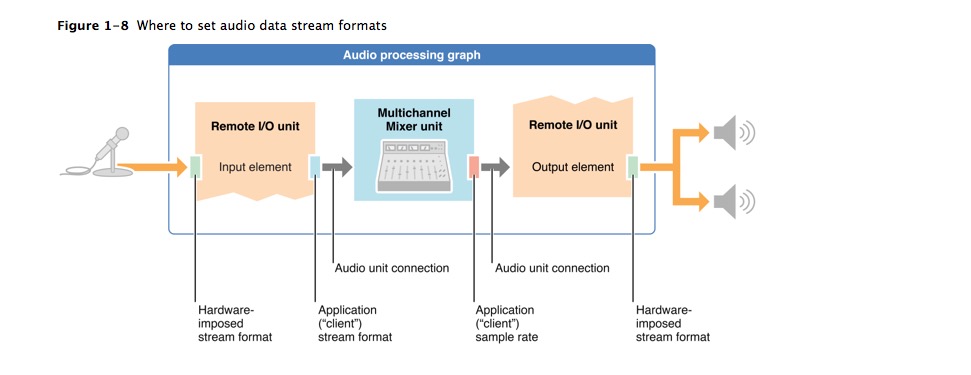 Figure 1-8 Where to set audio data stream formats
Audio processing graph
Remote I/O unit
Input element
Multichannel
Mixer unit
Remote I/O unit
Output element
Audio unit connection
Audio unit connection
Hardware-
imposed
stream format
Application
(“client”)
stream format
Application
(“client”)
sample rate
Hardware-
imposed
stream format